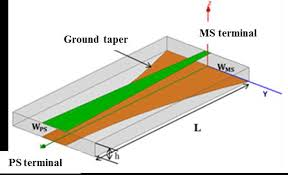 MS terminal
Ground taper
W_MS
Y
W_PS
L
h
PS terminal